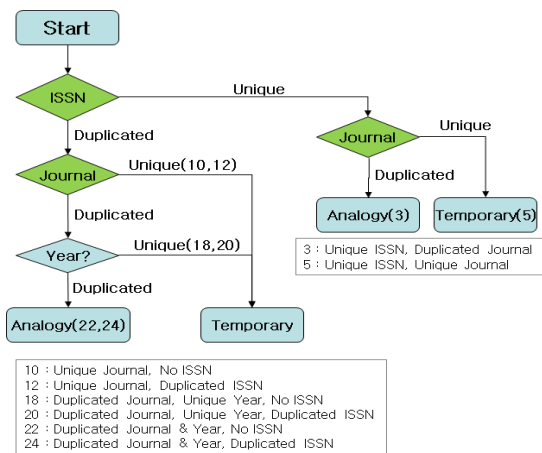 Start
ISSN
Unique
Duplicated
Journal
Unique
Journal
Unique(10,12)
Duplicated
Duplicated
Analogy(3)
Temporary(5)
Year?
Unique(18,20)
3 : Unique ISSN, Duplicated Journal
5 : Unique ISSN, Unique Journal
Duplicated
Analogy(22,24)
Temporary
10 : Unique Journal, No ISSN
12 : Unique Journal, Duplicated ISSN
18 : Duplicated Journal, Unique Year, No ISSN
20 : Duplicated Journal, Unique Year, Duplicated ISSN
22 : Duplicated Journal & Year, No ISSN
24 : Duplicated Journal & Year, Duplicated ISSN